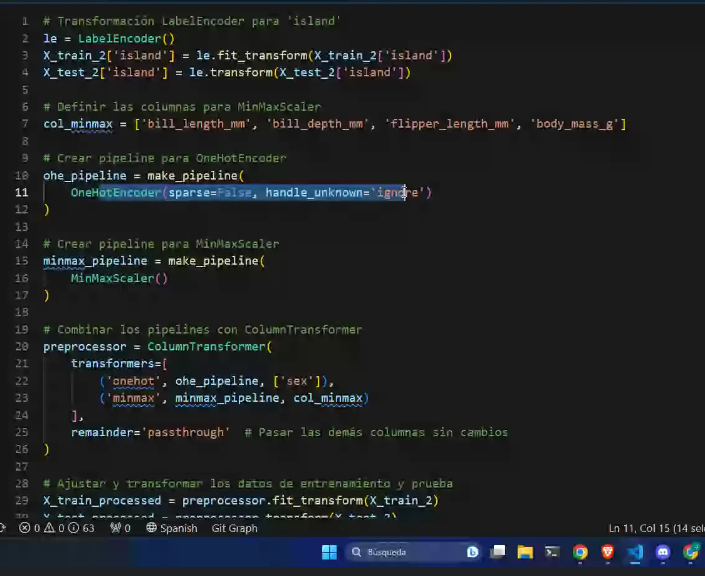 1 # Transformación LabelEncoder para 'island'
2 le = LabelEncoder()
3 X_train_2['island'] = le.fit_transform(X_train_2['island'])
4 X_test_2['island'] = le.transform(X_test_2['island'])
5
6 # Definir las columnas para MinMaxScaler
7 col_minmax = ['bill_length_mm', 'bill_depth_mm', 'flipper_length_mm', 'body_mass_g']
8
9 # Crear pipeline para OneHotEncoder
10 ohe_pipeline = make_pipeline(
11 OneHotEncoder(sparse=False, handle_unknown='ignore')
12 )
13
14 # Crear pipeline para MinMaxScaler
15 minmax_pipeline = make_pipeline(
16 MinMaxScaler()
17 )
18
19 # Combinar los pipelines con ColumnTransformer
20 preprocessor = ColumnTransformer(
21 transformers=[
22 ('onehot', ohe_pipeline, ['sex']),
23 ('minmax', minmax_pipeline, col_minmax)
24 ],
25 remainder='passthrough' # Pasar las demás columnas sin cambios
26 )
27
28 # Ajustar y transformar los datos de entrenamiento y prueba
29 X_train_processed = preprocessor.fit_transform(X_train_2)
X_test_processed = preprocessor.transform(X_test_2)
0 0 63 0 Spanish Git Graph Ln 11, Col 15 (14 sele
Búsqueda